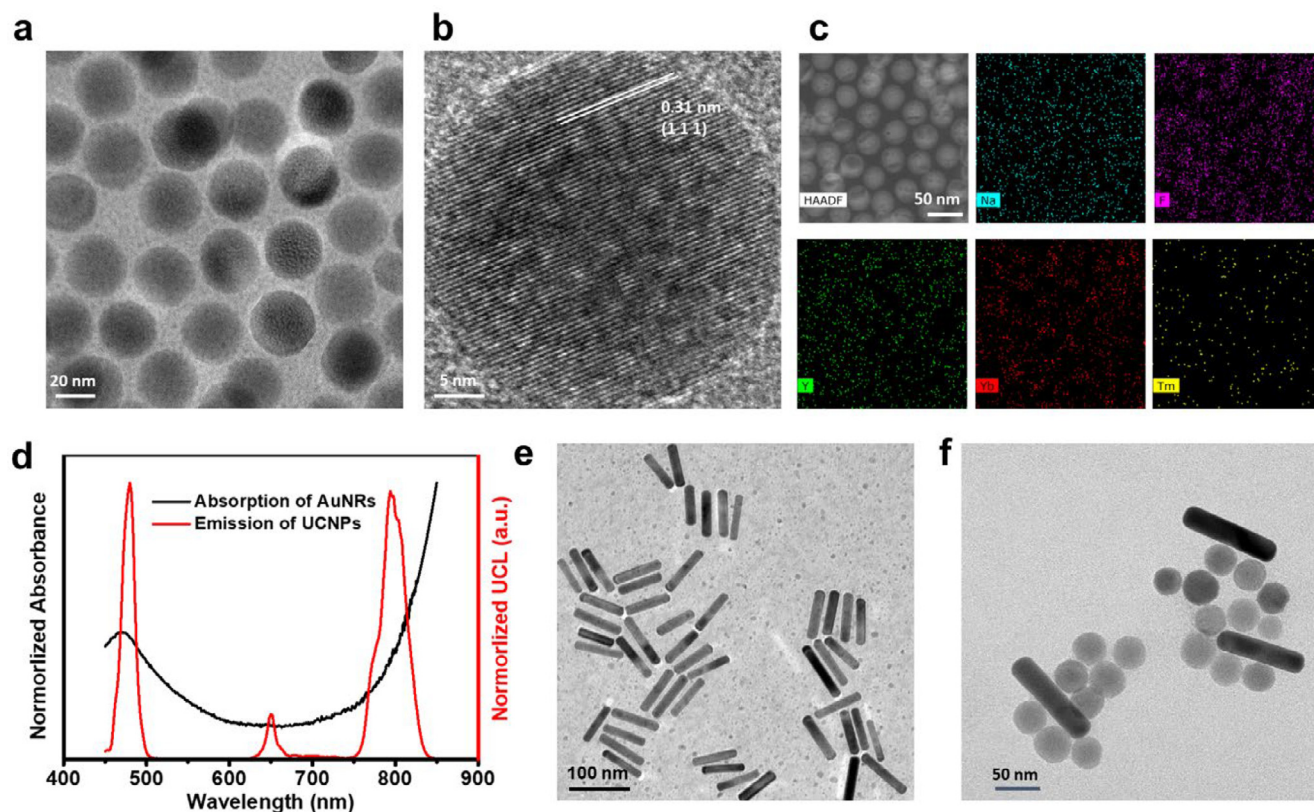 a
b
c
20 nm
0.31 nm
(1 1 1)
5 nm
HAADF
50 nm
Na
F
Y
Yb
Tm
d
Normorlized Absorbance
Absorption of AuNRs
Emission of UCNPs
Normorlized UCL (a.u.)
400 500 600 700 800 900
Wavelength (nm)
e
100 nm
f
50 nm